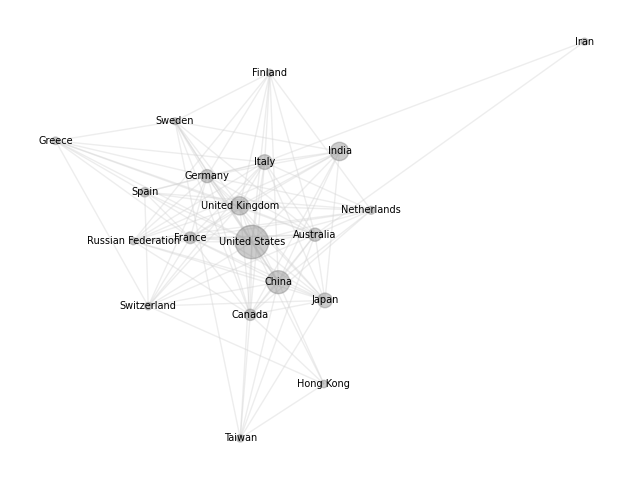 Iran
Finland
Sweden
Greece
India
Italy
Germany
Spain
United Kingdom
Netherlands
Australia
Russian Federation
France
United States
China
Japan
Switzerland
Canada
Hong Kong
Taiwan